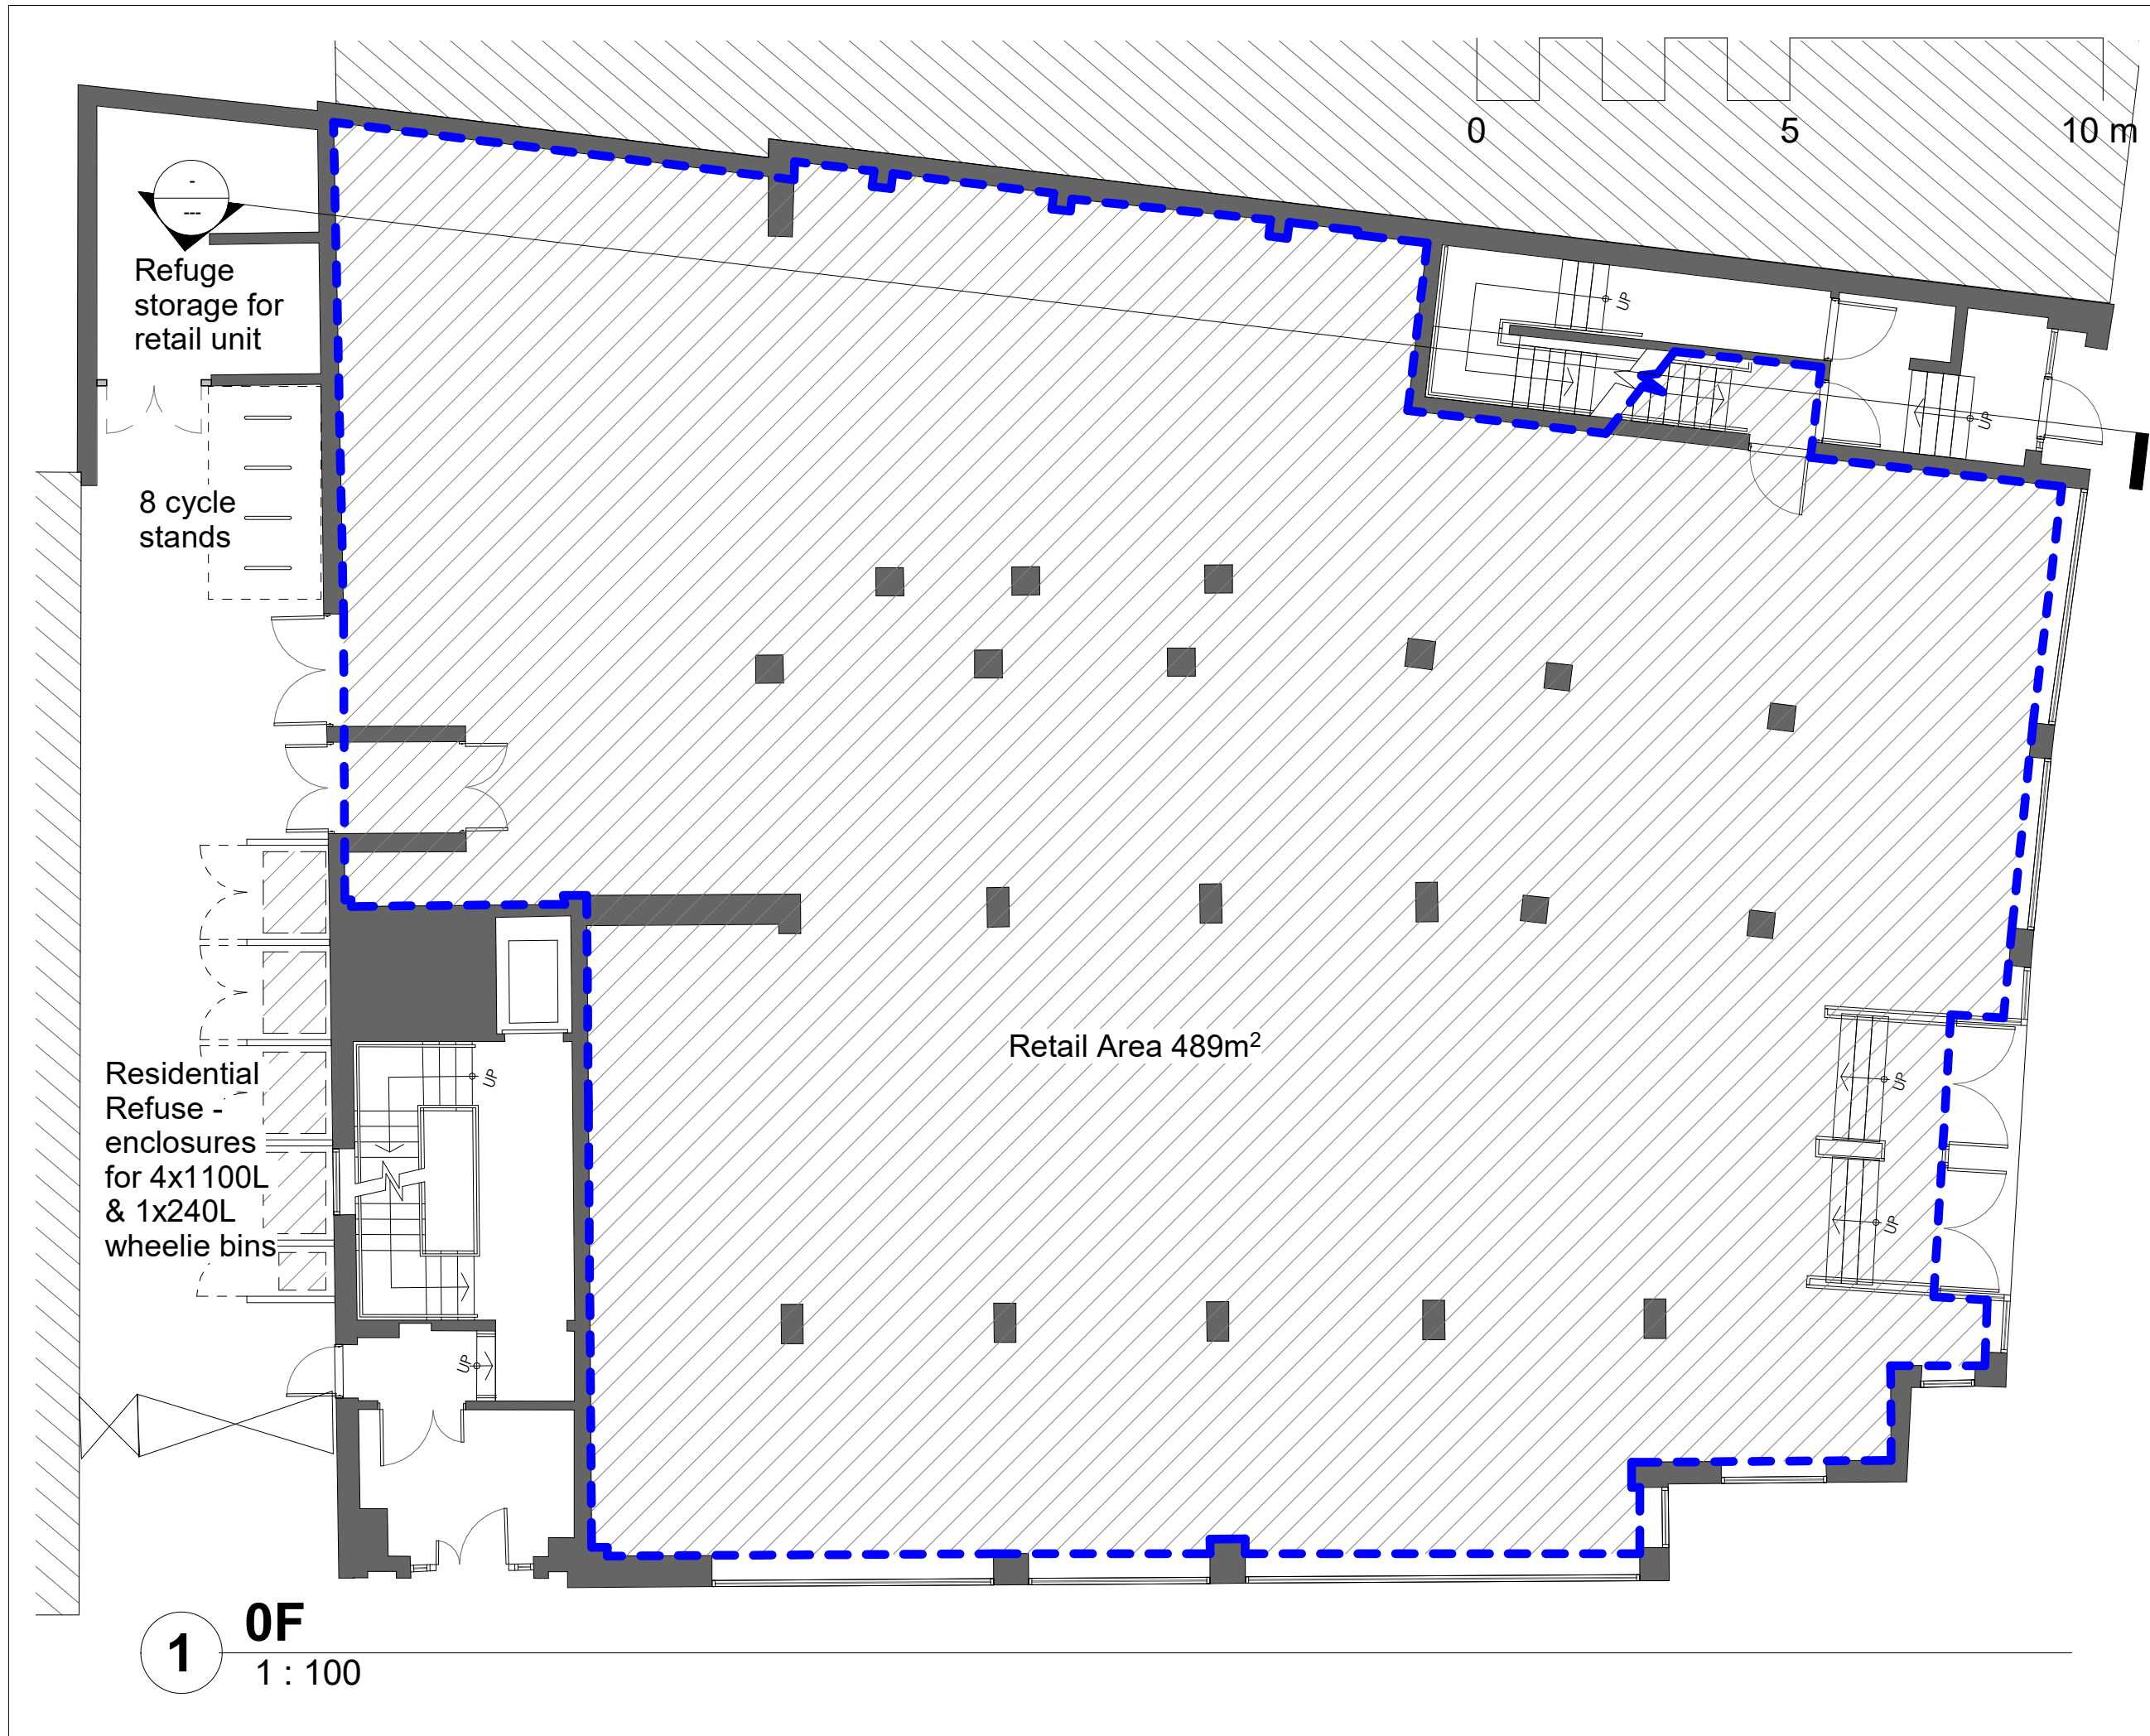 0 5 10 m
-
---
Refuge
storage for
retail unit
UP
UP
8 cycle
stands
Retail Area 489m²
UP
UP
UP
Residential
Refuse -
enclosures
for 4x1100L
& 1x240L
wheelie bins
UP
1
0F
1 : 100